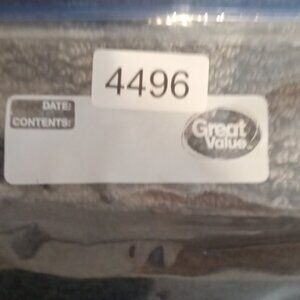 4496
DATE:
CONTENTS:
Great
Value